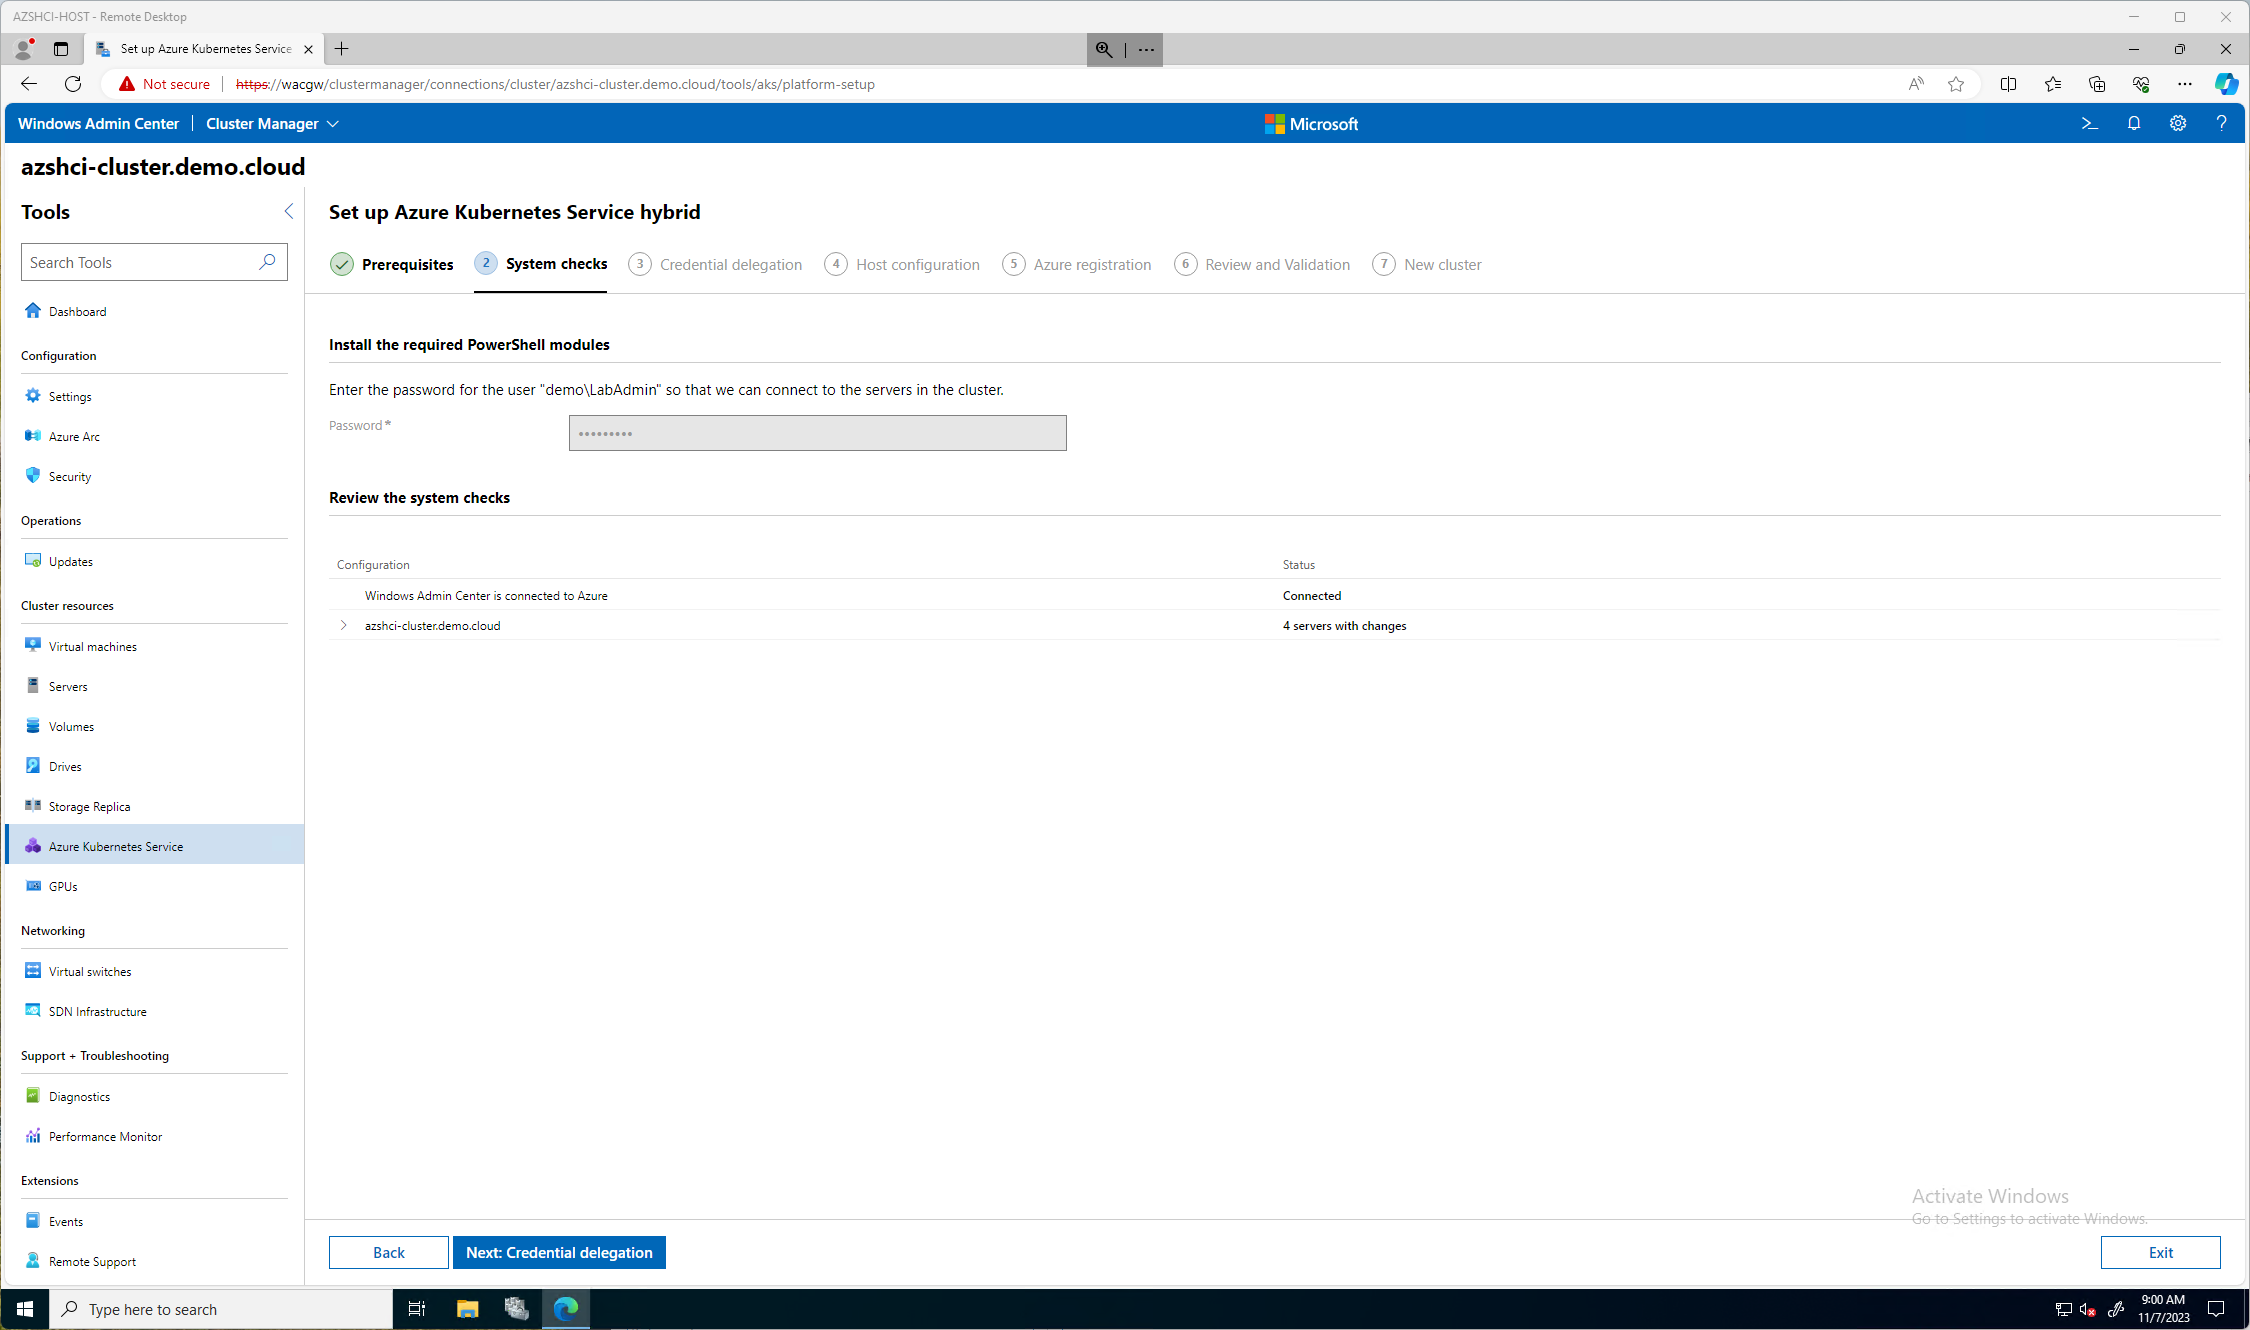 AZSHCI-HOST - Remote Desktop
Set up Azure Kubernetes Service
Not secure
https://wacgw/clustermanager/connections/cluster/azshci-cluster.demo.cloud/tools/aks/platform-setup
Windows Admin Center | Cluster Manager
Microsoft
azshci-cluster.demo.cloud
Tools
Search Tools
Dashboard
Configuration
Settings
Azure Arc
Security
Operations
Updates
Cluster resources
Virtual machines
Servers
Volumes
Drives
Storage Replica
Azure Kubernetes Service
GPUs
Networking
Virtual switches
SDN Infrastructure
Support + Troubleshooting
Diagnostics
Performance Monitor
Extensions
Events
Remote Support
Set up Azure Kubernetes Service hybrid
Prerequisites
2 System checks
3 Credential delegation
4 Host configuration
5 Azure registration
6 Review and Validation
7 New cluster
Install the required PowerShell modules
Enter the password for the user "demo\LabAdmin" so that we can connect to the servers in the cluster.
Password *
•••••••••
Review the system checks
Configuration Status
Windows Admin Center is connected to Azure Connected
azshci-cluster.demo.cloud 4 servers with changes
Activate Windows
Go to Settings to activate Windows.
Back
Next: Credential delegation
Exit
Type here to search
9:00 AM
11/7/2023